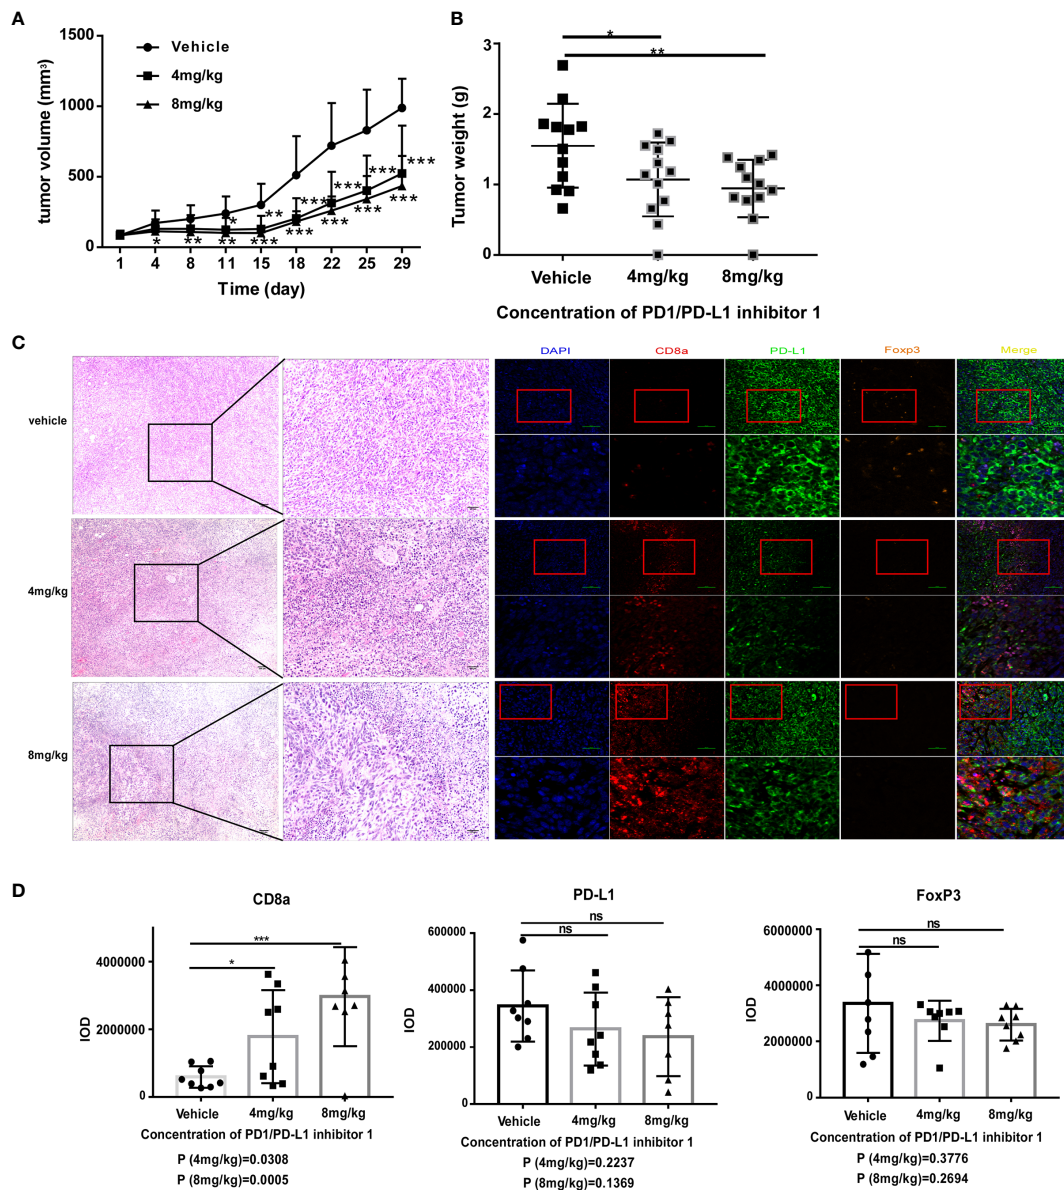 A
1500
1000
500
0
tumor volume (mm³)
Vehicle
4mg/kg
8mg/kg
* ** ** *** *** *** *** ***
* ** *** *** *** *** ***
1 4 8 11 15 18 22 25 29
Time (day)
B
3
2
1
0
Tumor weight (g)
*
**
Vehicle 4mg/kg 8mg/kg
Concentration of PD1/PD-L1 inhibitor 1
C
DAPI CD8a PD-L1 Foxp3 Merge
vehicle
4mg/kg
8mg/kg
D
CD8a
4000000
2000000
0
IOD
***
*
Vehicle 4mg/kg 8mg/kg
Concentration of PD1/PD-L1 inhibitor 1
P (4mg/kg)=0.0308
P (8mg/kg)=0.0005
PD-L1
600000
400000
200000
0
IOD
ns
ns
Vehicle 4mg/kg 8mg/kg
Concentration of PD1/PD-L1 inhibitor 1
P (4mg/kg)=0.2237
P (8mg/kg)=0.1369
FoxP3
6000000
4000000
2000000
0
IOD
ns
ns
Vehicle 4mg/kg 8mg/kg
Concentration of PD1/PD-L1 inhibitor 1
P (4mg/kg)=0.3776
P (8mg/kg)=0.2694